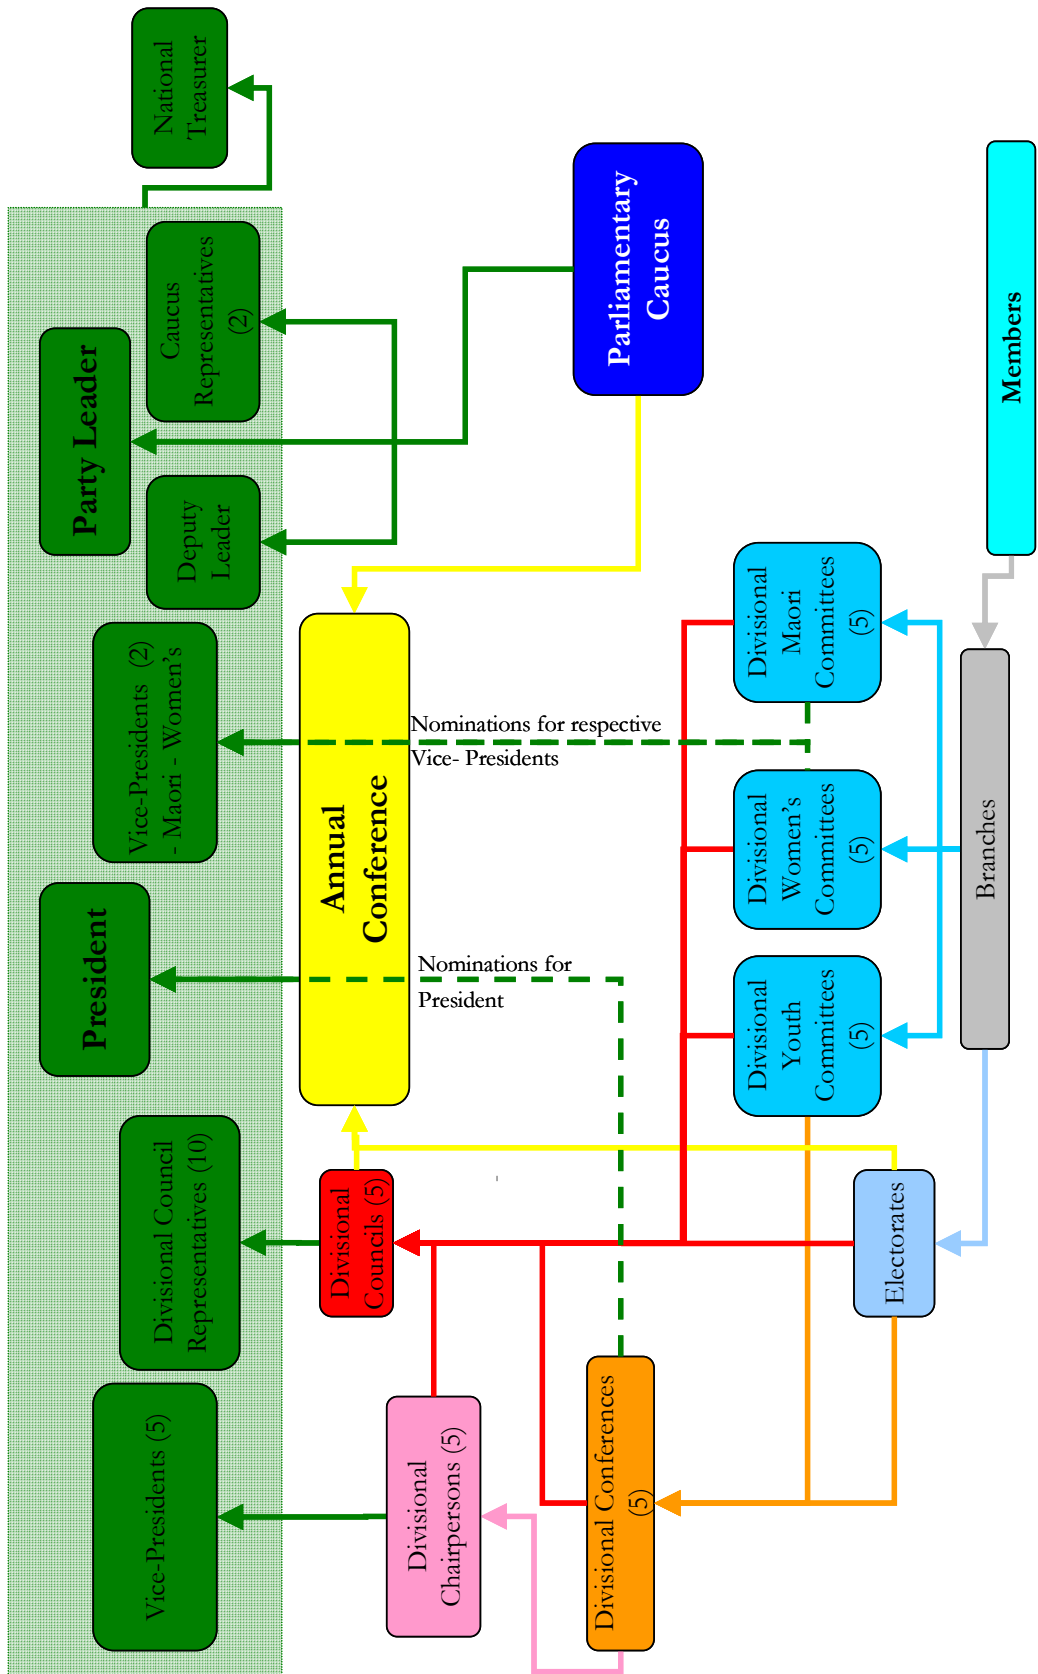 Vice-Presidents (5)
Divisional Council
Representatives (10)
President
Vice-Presidents (2)
- Maori - Women's
Party Leader
Deputy
Leader
Caucus
Representatives
(2)
National
Treasurer
Divisional
Councils (5)
Annual
Conference
Divisional
Chairpersons (5)
Nominations for
President
Nominations for respective
Vice- Presidents
Parliamentary
Caucus
Divisional Conferences
(5)
Divisional
Youth
Committees
(5)
Divisional
Women's
Committees
(5)
Divisional
Maori
Committees
(5)
Electorates
Branches
Members